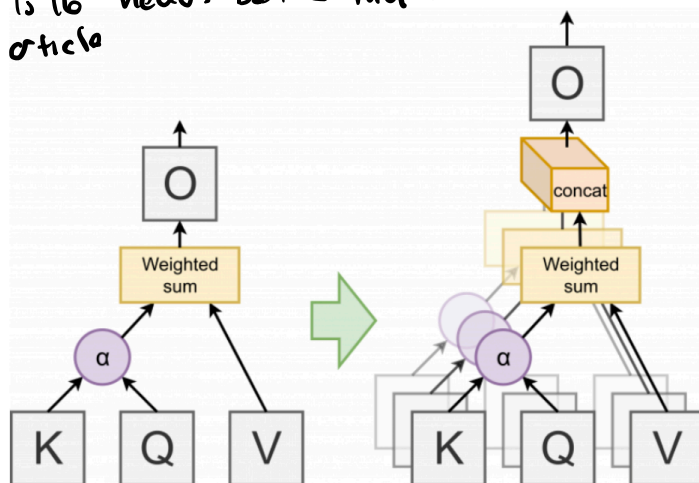 is 16
article
O
O
concat
Weighted
sum
Weighted
sum
α
α
K
Q
V
K
Q
V